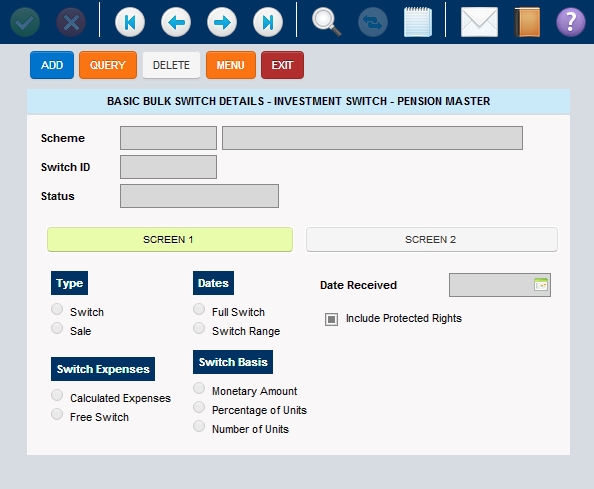 ADD QUERY DELETE MENU EXIT
BASIC BULK SWITCH DETAILS - INVESTMENT SWITCH - PENSION MASTER
Scheme
Switch ID
Status
SCREEN 1 SCREEN 2
Type Dates Date Received
Switch Full Switch Include Protected Rights
Sale Switch Range
Switch Expenses Switch Basis
Calculated Expenses Monetary Amount
Free Switch Percentage of Units
Number of Units